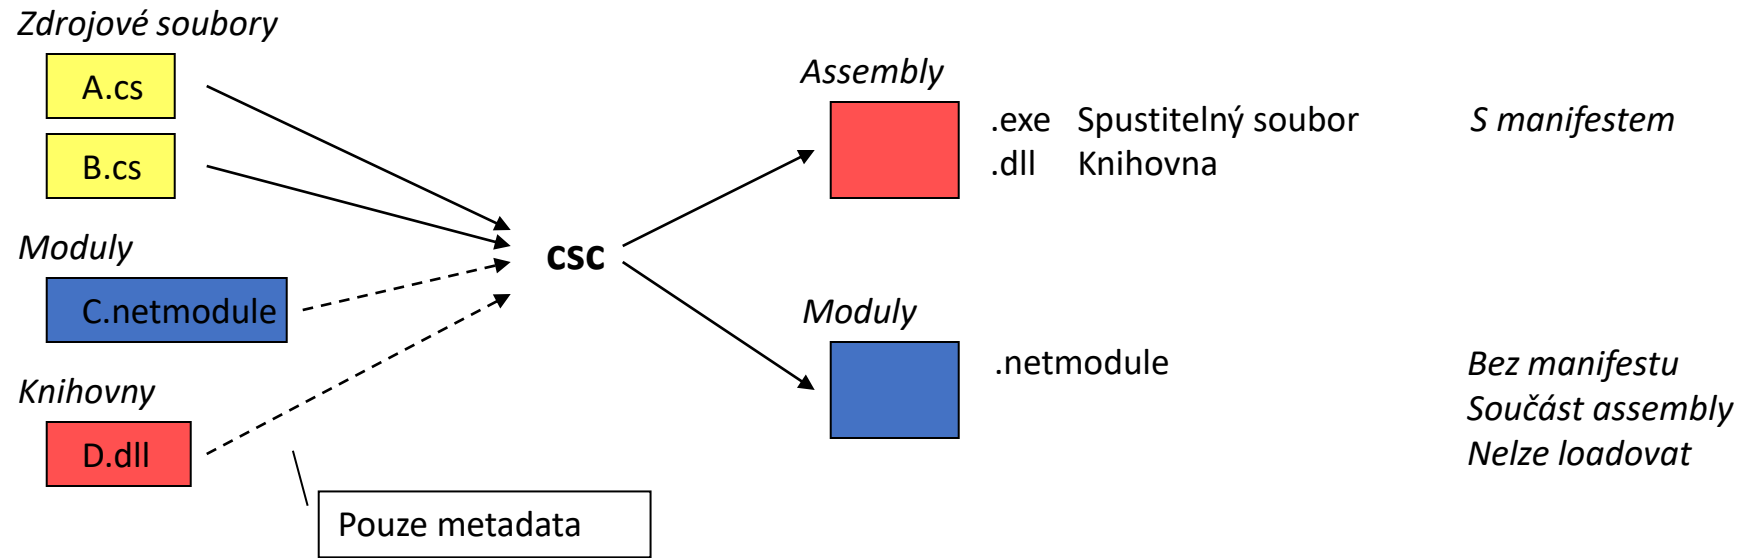 Zdrojové soubory
A.cs
B.cs
Moduly
C.netmodule
Knihovny
D.dll
Pouze metadata
csc
Assembly
.exe Spustitelný soubor S manifestem
.dll Knihovna
Moduly
.netmodule Bez manifestu
Součást assembly
Nelze loadovat